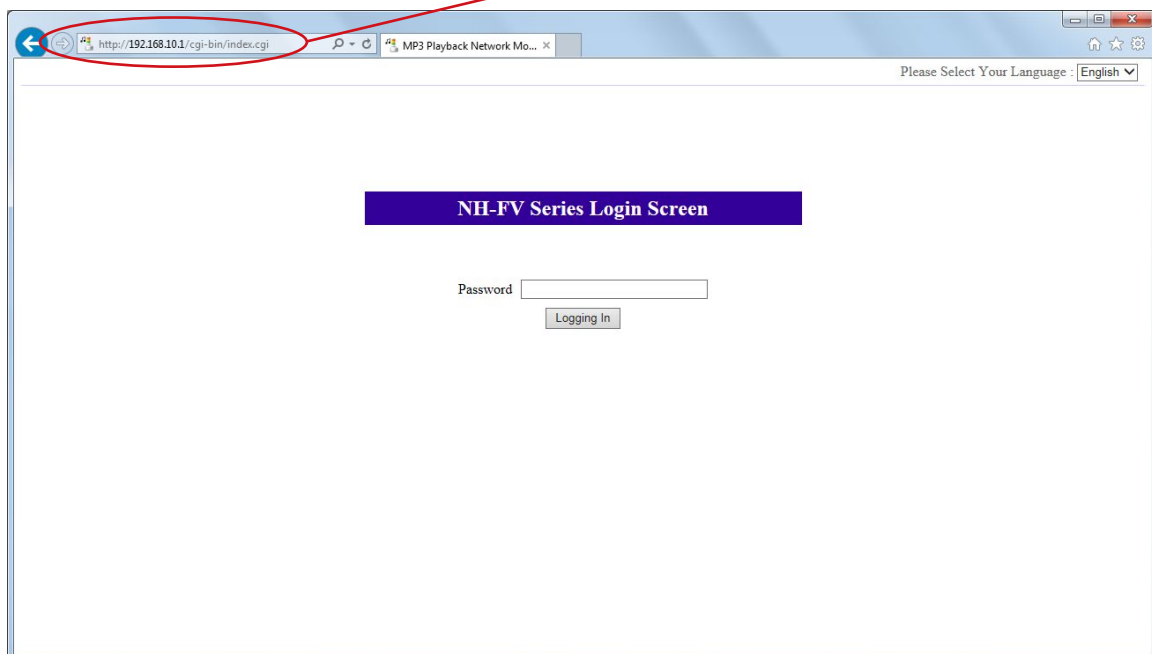 http://192.168.10.1/cgi-bin/index.cgi
MP3 Playback Network Mo...
Please Select Your Language : English
NH-FV Series Login Screen
Password
Logging In